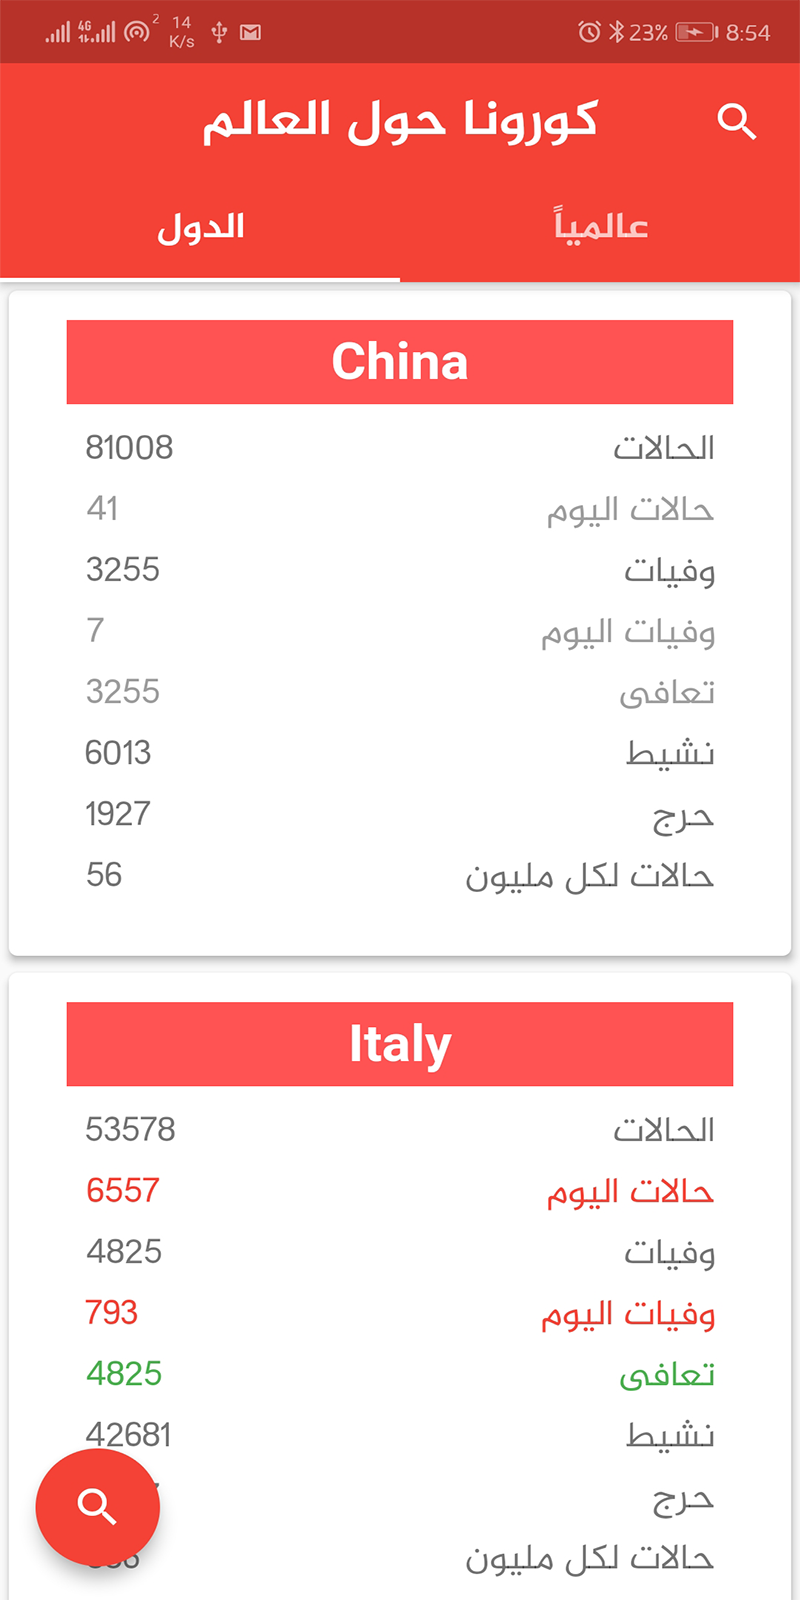 4G 2 14 K/s 23% 8:54
كورونا حول العالم
عالمياً الدول
China
الحالات 81008
حالات اليوم 41
وفيات 3255
وفيات اليوم 7
تعافى 3255
نشيط 6013
حرج 1927
حالات لكل مليون 56
Italy
الحالات 53578
حالات اليوم 6557
وفيات 4825
وفيات اليوم 793
تعافى 4825
نشيط 42681
حرج
حالات لكل مليون